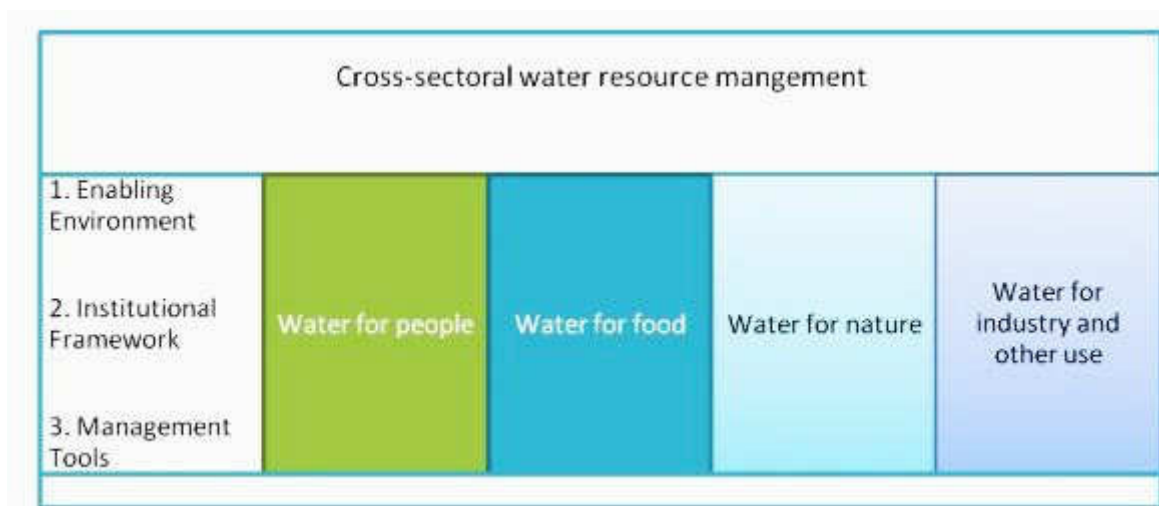 Cross-sectoral water resource mangement
1. Enabling
Environment
2. Institutional
Framework
3. Management
Tools
Water for people
Water for food
Water for nature
Water for
industry and
other use